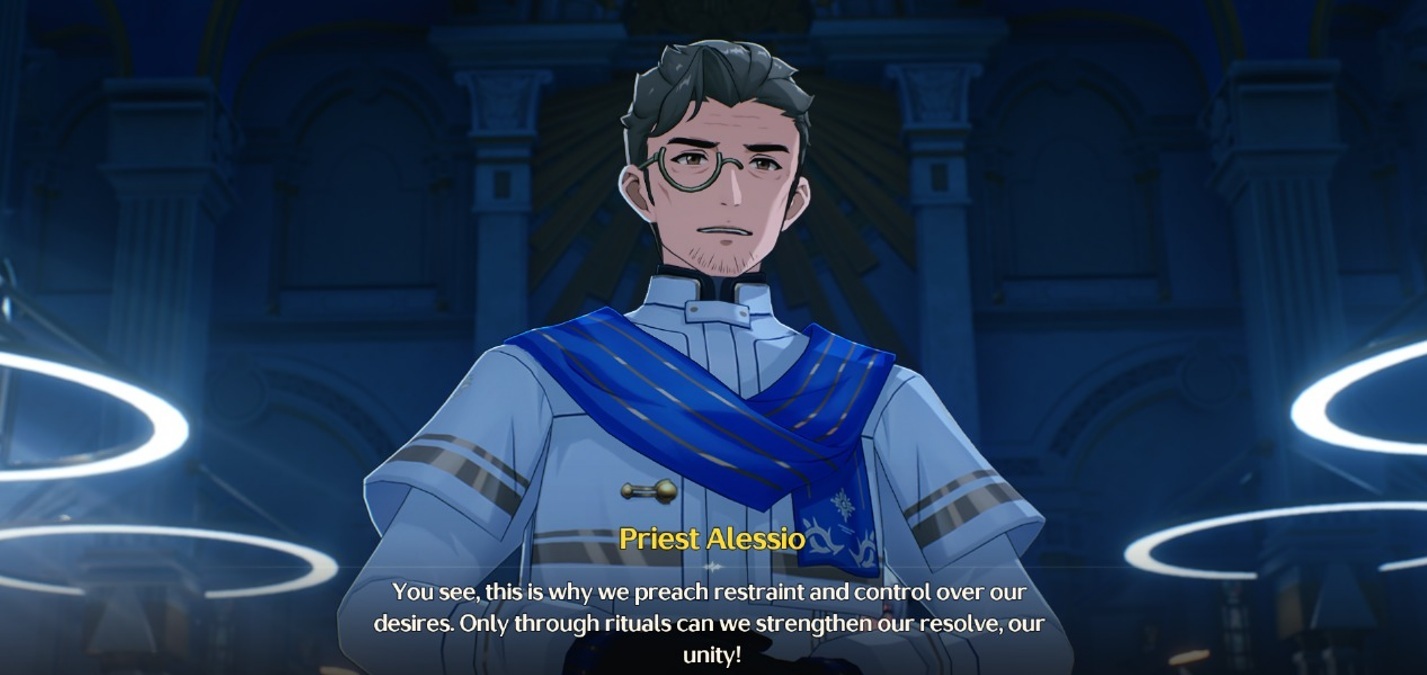 Priest Alessio
You see, this is why we preach restraint and control over our
desires. Only through rituals can we strengthen our resolve, our
unity!